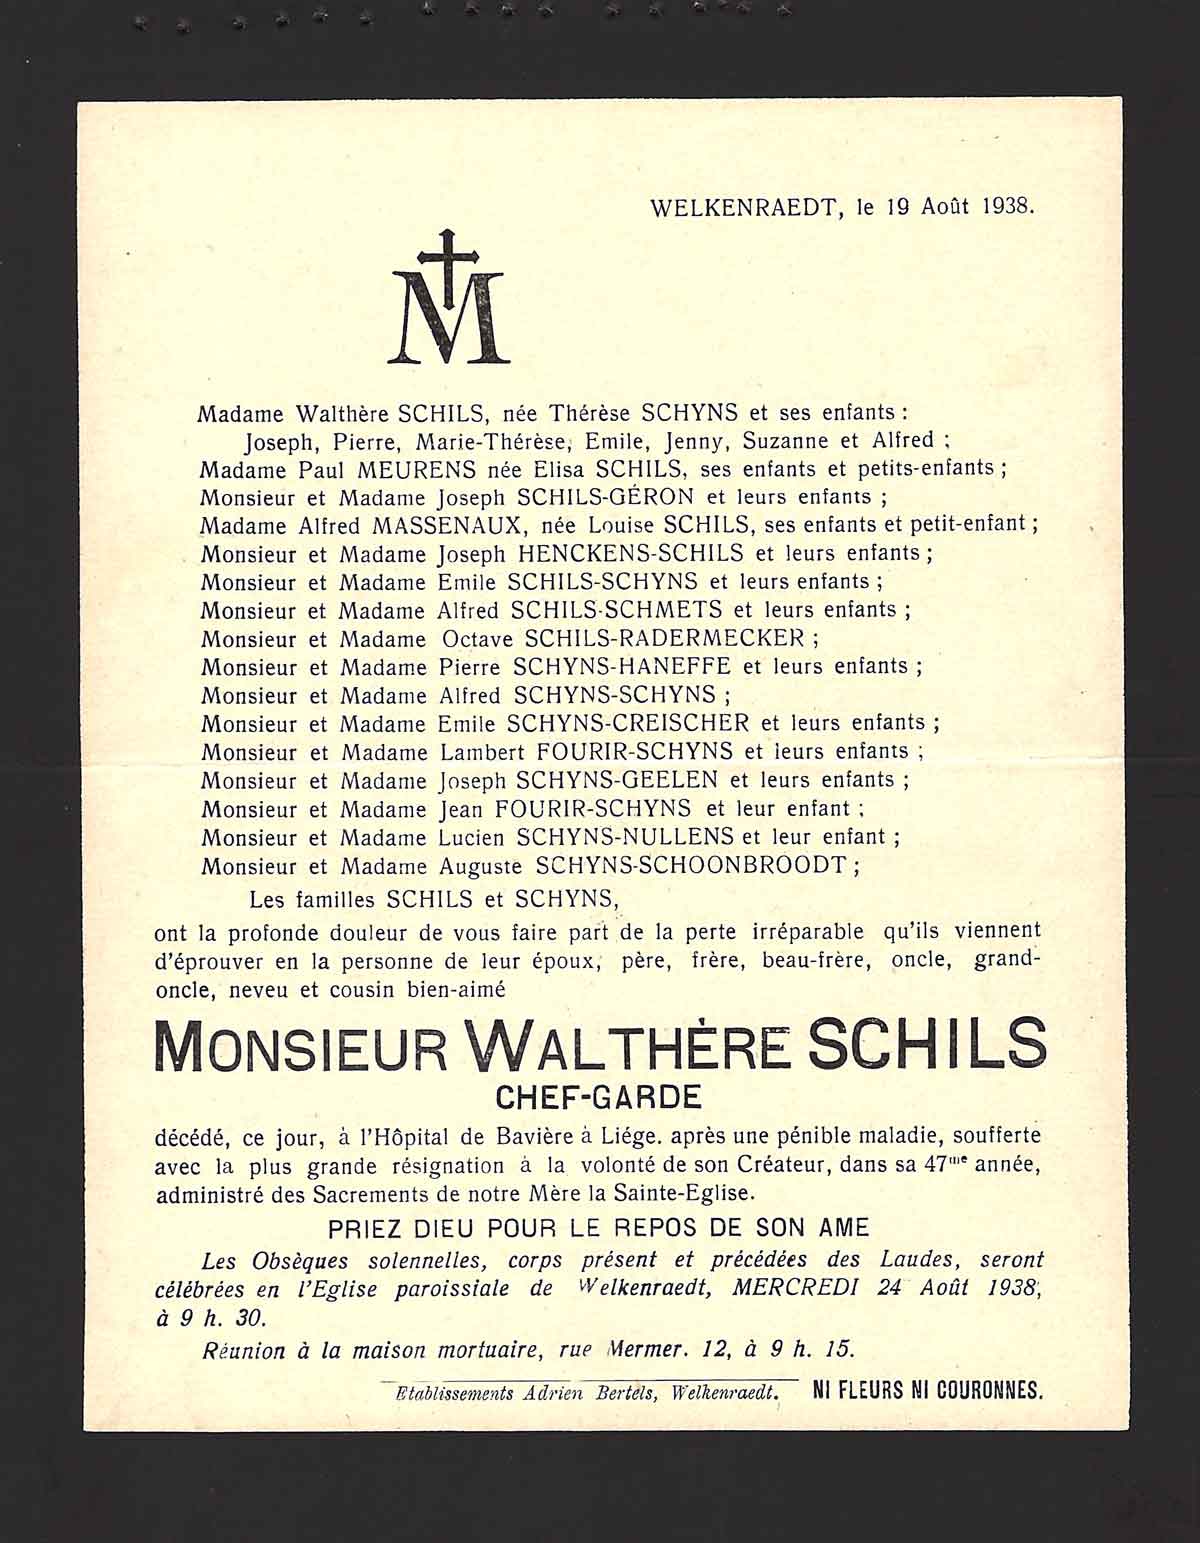 WELKENRAEDT, le 19 Août 1938.
M
Madame Walthère SCHILS, née Thérèse SCHYNS et ses enfants :
Joseph, Pierre, Marie-Thérèse, Emile, Jenny, Suzanne et Alfred ;
Madame Paul MEURENS née Elisa SCHILS, ses enfants et petits-enfants ;
Monsieur et Madame Joseph SCHILS-GÉRON et leurs enfants ;
Madame Alfred MASSENAUX, née Louise SCHILS, ses enfants et petit-enfant ;
Monsieur et Madame Joseph HENCKENS-SCHILS et leurs enfants ;
Monsieur et Madame Emile SCHILS-SCHYNS et leurs enfants ;
Monsieur et Madame Alfred SCHILS-SCHMETS et leurs enfants ;
Monsieur et Madame Octave SCHILS-RADERMECKER ;
Monsieur et Madame Pierre SCHYNS-HANEFFE et leurs enfants ;
Monsieur et Madame Alfred SCHYNS-SCHYNS ;
Monsieur et Madame Emile SCHYNS-CREISCHER et leurs enfants ;
Monsieur et Madame Lambert FOURIR-SCHYNS et leurs enfants ;
Monsieur et Madame Joseph SCHYNS-GEELEN et leurs enfants ;
Monsieur et Madame Jean FOURIR-SCHYNS et leur enfant ;
Monsieur et Madame Lucien SCHYNS-NULLENS et leur enfant ;
Monsieur et Madame Auguste SCHYNS-SCHOONBROODT ;
Les familles SCHILS et SCHYNS,
ont la profonde douleur de vous faire part de la perte irréparable qu'ils viennent
d'éprouver en la personne de leur époux, père, frère, beau-frère, oncle, grand-
oncle, neveu et cousin bien-aimé
MONSIEUR WALTHÈRE SCHILS
CHEF-GARDE
décédé, ce jour, à l'Hôpital de Bavière à Liége. après une pénible maladie, soufferte
avec la plus grande résignation à la volonté de son Créateur, dans sa 47me année,
administré des Sacrements de notre Mère la Sainte-Eglise.
PRIEZ DIEU POUR LE REPOS DE SON AME
Les Obsèques solennelles, corps présent et précédées des Laudes, seront
célébrées en l'Eglise paroissiale de Welkenraedt, MERCREDI 24 Août 1938,
à 9 h. 30.
Réunion à la maison mortuaire, rue Mermer. 12, à 9 h. 15.
Etablissements Adrien Bertels, Welkenraedt. NI FLEURS NI COURONNES.